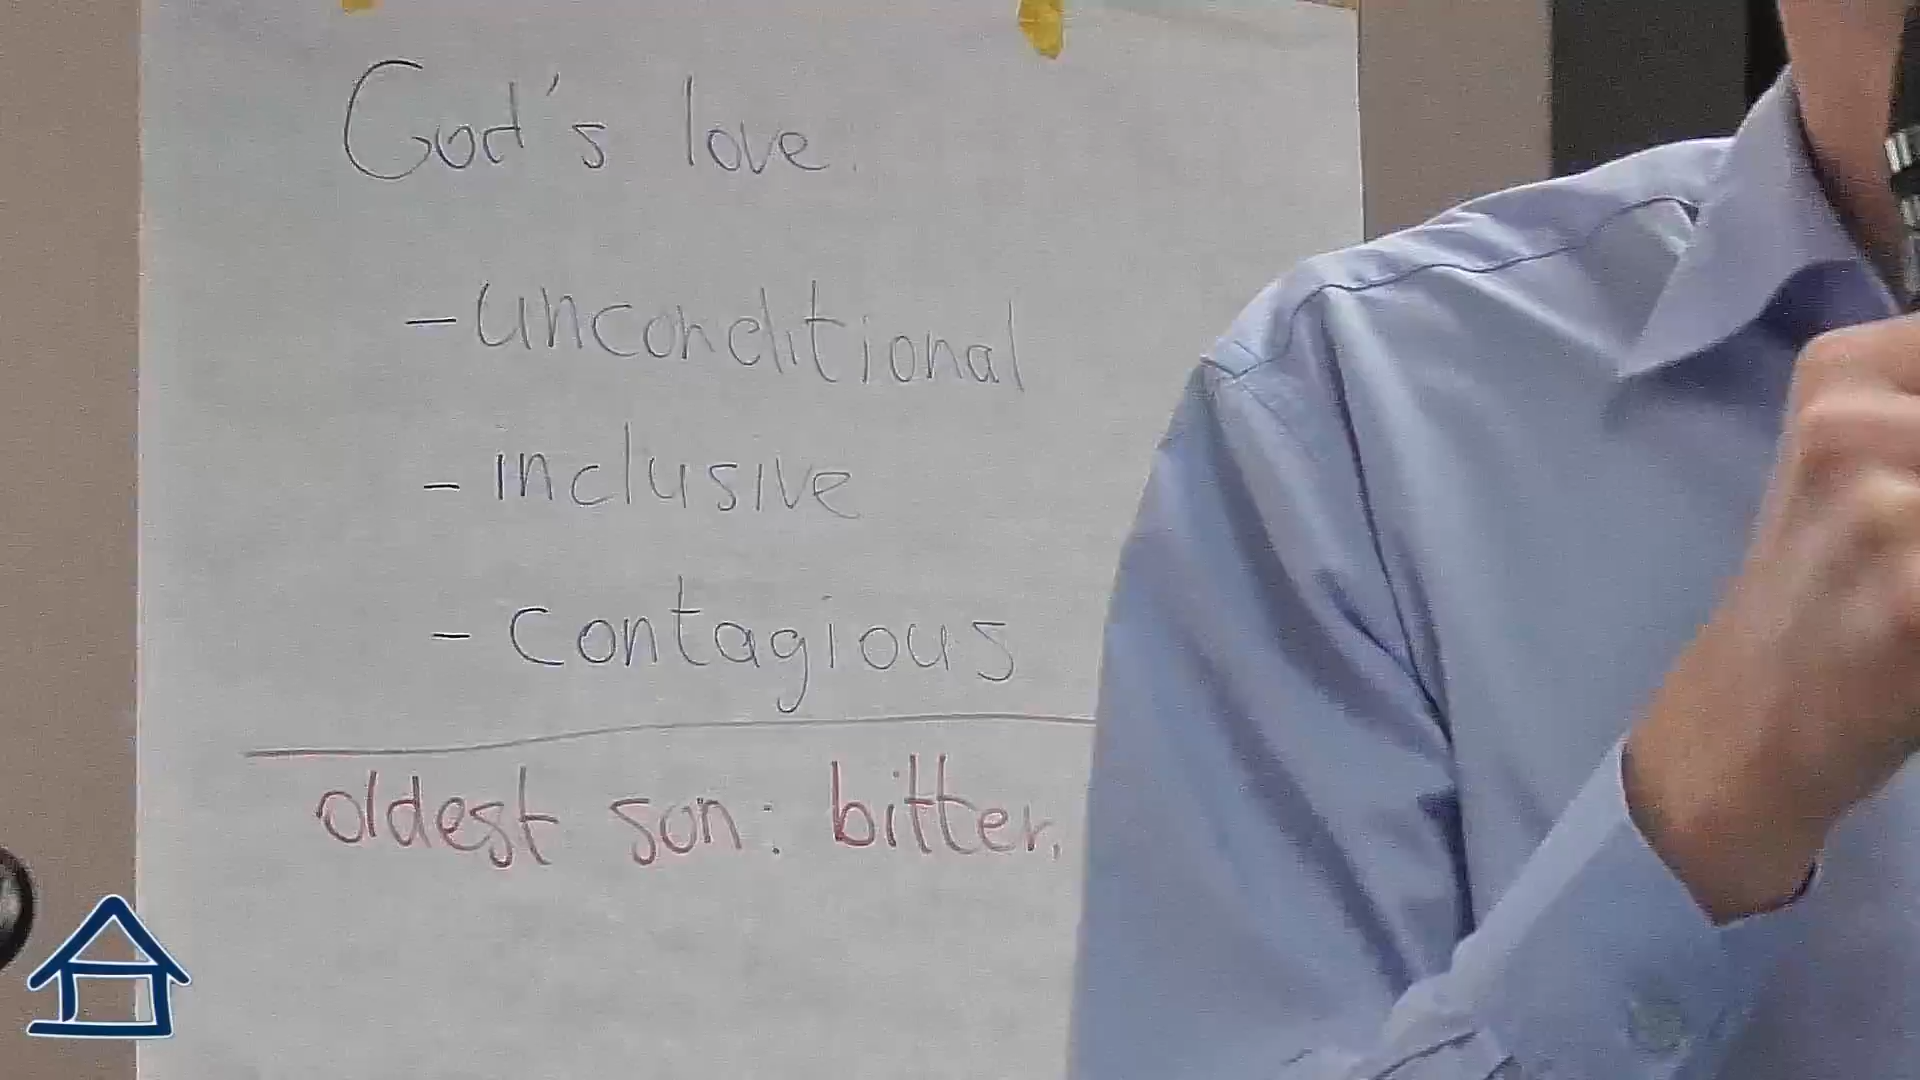 God's love.
- unconditional
- inclusive
- contagious
oldest son: bitter,